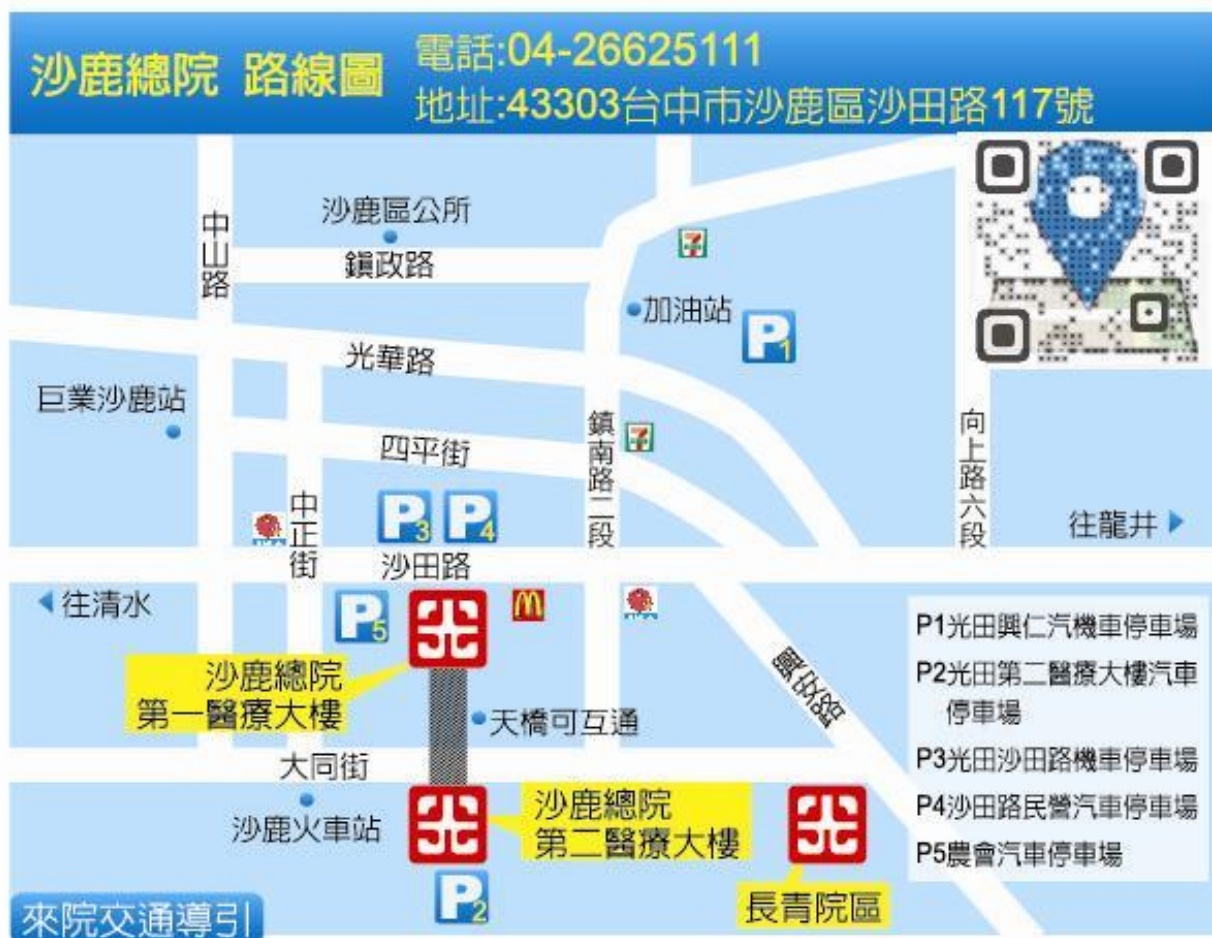 沙鹿總院 路線圖
電話:04-26625111
地址:43303台中市沙鹿區沙田路117號
中山路
沙鹿區公所
鎮政路
7
加油站
P1
光華路
巨業沙鹿站
四平街
鎮南路二段
7
向上路六段
中正街
P3
P4
往龍井
沙田路
往清水
P5
沙鹿總院
第一醫療大樓
天橋可互通
興安路
大同街
沙鹿火車站
沙鹿總院
第二醫療大樓
P2
長青院區
P1光田興仁汽機車停車場
P2光田第二醫療大樓汽車
停車場
P3光田沙田路機車停車場
P4沙田路民營汽車停車場
P5農會汽車停車場
來院交通導引